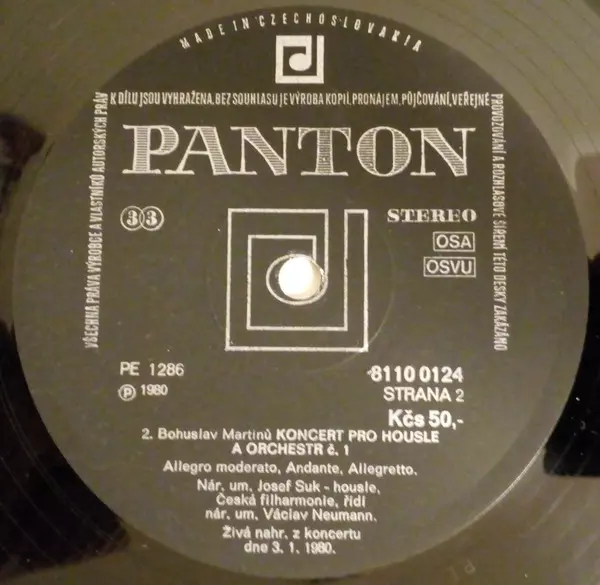 MADE IN CZECHOSLOVAKIA
VŠECHNA PRÁVA VÝROBCE A VLASTNÍKŮ AUTORSKÝCH PRÁV
K DÍLU JSOU VYHRAŽENA. BEZ SOUHLASU JE VÝROBA KOPIÍ, PRONÁJEM, PŮJČOVÁNÍ, VEŘEJNÉ
PROVOZOVÁNÍ A ROZHLASOVÉ ŠÍŘENÍ TÉTO DESKY ZAKÁZÁNO
PANTON
33
STEREO
OSA
OSVU
PE 1286
℗ 1980
8110 0124
STRANA 2
Kčs 50,-
2. Bohuslav Martinů KONCERT PRO HOUSLE
A ORCHESTR č. 1
Allegro moderato, Andante, Allegretto.
Nár. um. Josef Suk - housle,
Česká filharmonie, řídí
nár. um. Václav Neumann.
Živá nahr. z koncertu
dne 3. 1. 1980.